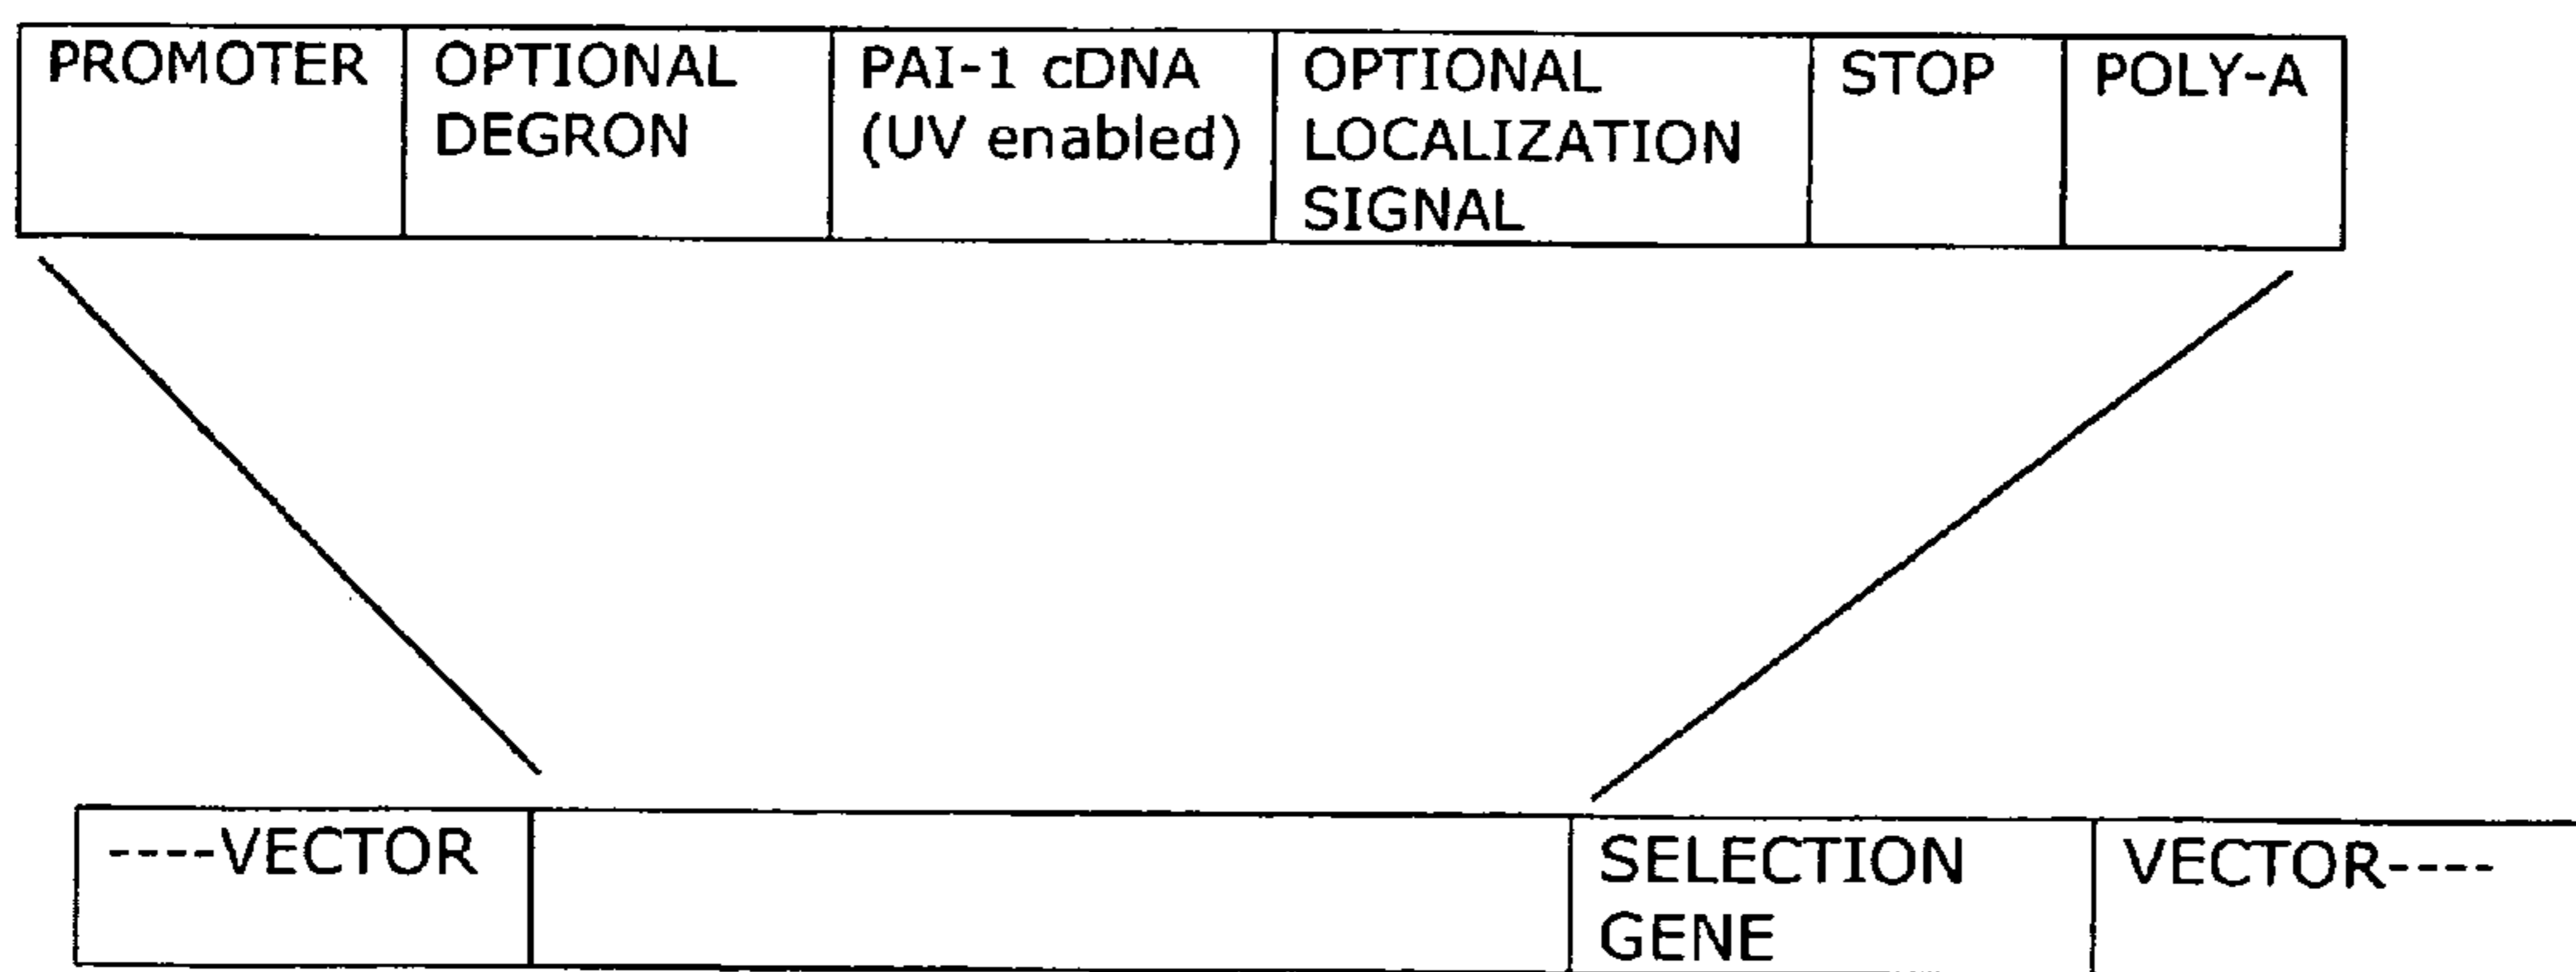 PROMOTER
OPTIONAL
DEGRON
PAI-1 cDNA
(UV enabled)
OPTIONAL
LOCALIZATION
SIGNAL
STOP
POLY-A
----VECTOR
SELECTION
GENE
VECTOR----